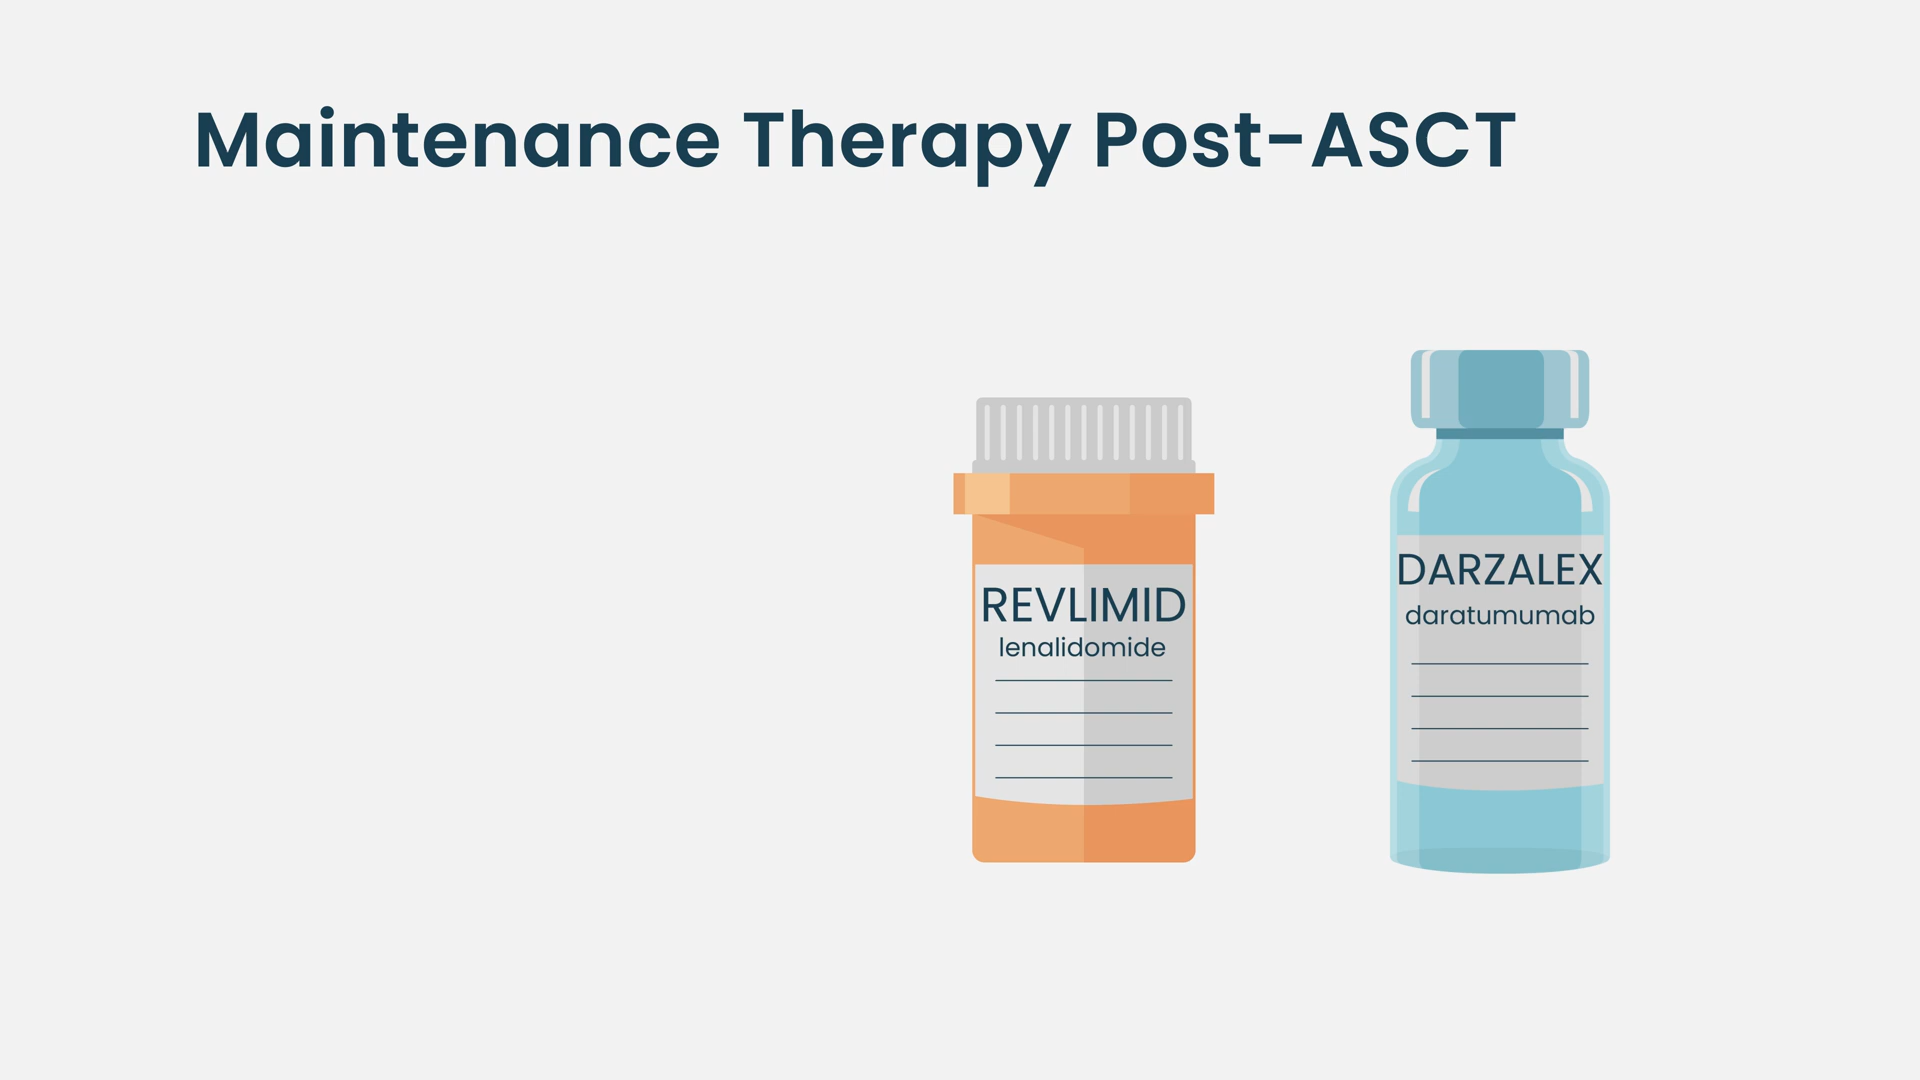 Maintenance Therapy Post-ASCT
REVLIMID
lenalidomide
DARZALEX
daratumumab